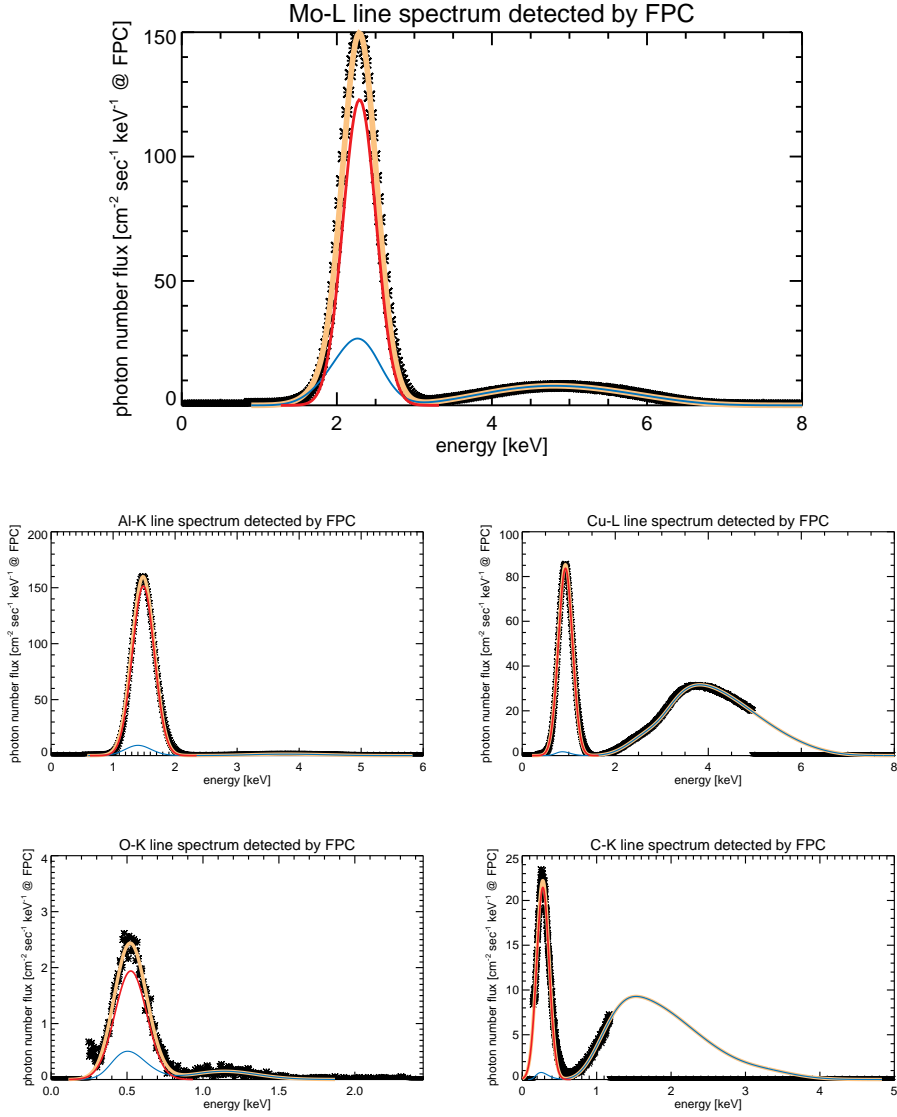 Mo-L line spectrum detected by FPC
photon number flux [cm⁻² sec⁻¹ keV⁻¹ @ FPC]
150
100
50
0
0 2 4 6 8
energy [keV]
Al-K line spectrum detected by FPC
photon number flux [cm⁻² sec⁻¹ keV⁻¹ @ FPC]
200
150
100
50
0
0 1 2 3 4 5 6
energy [keV]
Cu-L line spectrum detected by FPC
photon number flux [cm⁻² sec⁻¹ keV⁻¹ @ FPC]
100
80
60
40
20
0
0 2 4 6 8
energy [keV]
O-K line spectrum detected by FPC
photon number flux [cm⁻² sec⁻¹ keV⁻¹ @ FPC]
4
3
2
1
0
0.0 0.5 1.0 1.5 2.0
energy [keV]
C-K line spectrum detected by FPC
photon number flux [cm⁻² sec⁻¹ keV⁻¹ @ FPC]
25
20
15
10
5
0
0 1 2 3 4 5
energy [keV]